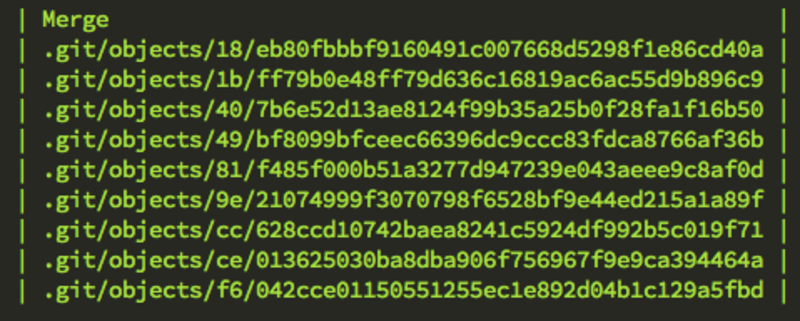 | Merge |
| .git/objects/18/eb80fbbbf9160491c007668d5298f1e86cd40a |
| .git/objects/1b/ff79b0e48ff79d636c16819ac6ac55d9b896c9 |
| .git/objects/40/7b6e52d13ae8124f99b35a25b0f28fa1f16b50 |
| .git/objects/49/bf8099bfceec66396dc9ccc83fdca8766af36b |
| .git/objects/81/f485f000b51a3277d947239e043aeee9c8af0d |
| .git/objects/9e/21074999f3070798f6528bf9e44ed215a1a89f |
| .git/objects/cc/628ccd10742baea8241c5924df992b5c019f71 |
| .git/objects/ce/013625030ba8dba906f756967f9e9ca394464a |
| .git/objects/f6/042cce01150551255ec1e892d04b1c129a5fbd |